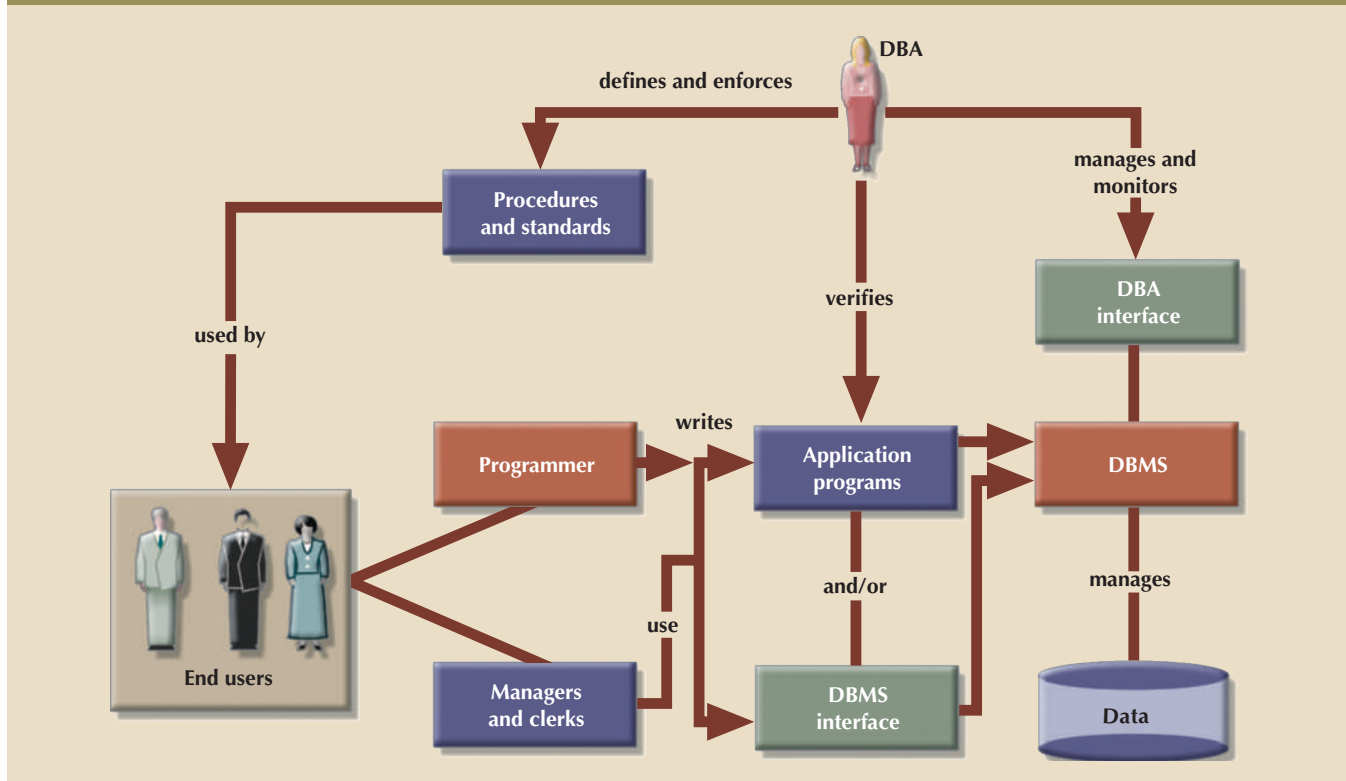 DBA
defines and enforces
manages and
monitors
Procedures
and standards
DBA
interface
verifies
used by
writes
Programmer
Application
programs
DBMS
and/or
manages
use
End users
Managers
and clerks
DBMS
interface
Data